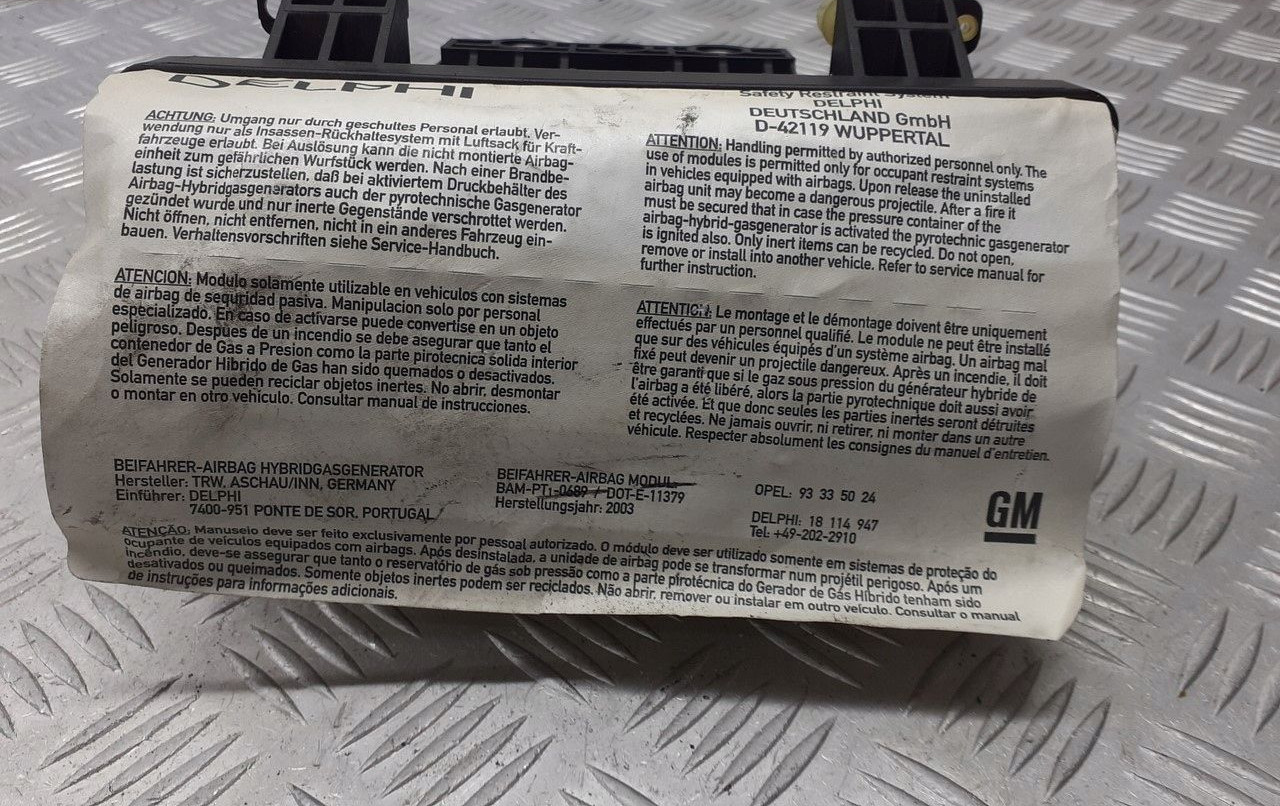 DELPHI
Safety Restraint System
DELPHI
DEUTSCHLAND GmbH
D-42119 WUPPERTAL
ACHTUNG: Umgang nur durch geschultes Personal erlaubt. Ver-
wendung nur als Insassen-Rückhaltesystem mit Luftsack für Kraft-
fahrzeuge erlaubt. Bei Auslösung kann die nicht montierte Airbag-
einheit zum gefährlichen Wurfstück werden. Nach einer Brandbe-
lastung ist sicherzustellen, daß bei aktiviertem Druckbehälter des
Airbag-Hybridgasgenerators auch der pyrotechnische Gasgenerator
gezündet wurde und nur inerte Gegenstände verschrottet werden.
Nicht öffnen, nicht entfernen, nicht in ein anderes Fahrzeug ein-
bauen. Verhaltensvorschriften siehe Service-Handbuch.
ATTENTION: Handling permitted by authorized personnel only. The
use of modules is permitted only for occupant restraint systems
in vehicles equipped with airbags. Upon release the uninstalled
airbag unit may become a dangerous projectile. After a fire it
must be secured that in case the pressure container of the
airbag-hybrid-gasgenerator is activated the pyrotechnic gasgenerator
is ignited also. Only inert items can be recycled. Do not open,
remove or install into another vehicle. Refer to service manual for
further instruction.
ATENCION: Modulo solamente utilizable en vehiculos con sistemas
de airbag de seguridad pasiva. Manipulacion solo por personal
especializado. En caso de activarse puede convertise en un objeto
peligroso. Despues de un incendio se debe asegurar que tanto el
contenedor de Gas a Presion como la parte pirotecnica solida interior
del Generador Hibrido de Gas han sido quemados o desactivados.
Solamente se pueden reciclar objetos inertes. No abrir, desmontar
o montar en otro vehiculo. Consultar manual de instrucciones.
ATTENTION: Le montage et le démontage doivent être uniquement
effectués par un personnel qualifié. Le module ne peut être installé
que sur des véhicules équipés d'un système airbag. Un airbag mal
fixé peut devenir un projectile dangereux. Après un incendie, il doit
être garanti que si le gaz sous pression du générateur hybride de
l'airbag a été libéré, alors la partie pyrotechnique doit aussi avoir
été activée. Et que donc seules les parties inertes seront détruites
et recyclées. Ne jamais ouvrir, ni retirer, ni monter dans un autre
véhicule. Respecter absolument les consignes du manuel d'entretien.
BEIFAHRER-AIRBAG HYBRIDGASGENERATOR
Hersteller: TRW, ASCHAU/INN, GERMANY
Einführer: DELPHI
7400-951 PONTE DE SOR, PORTUGAL
BEIFAHRER-AIRBAG MODUL
BAM-PT1-0689 / DOT-E-11379
Herstellungsjahr: 2003
OPEL: 93 33 50 24
DELPHI: 18 114 947
Tel: +49-202-2910
GM
ATENÇAO: Manuseio deve ser feito exclusivamente por pessoal autorizado. O módulo deve ser utilizado somente em sistemas de proteção do
ocupante de veículos equipados com airbags. Após desinstalada, a unidade de airbag pode se transformar num projétil perigoso. Após um
incêndio, deve-se assegurar que tanto o reservatório de gás sob pressão como a parte pirotécnica do Gerador de Gás Híbrido tenham sido
desativados ou queimados. Somente objetos inertes podem ser reciclados. Não abrir, remover ou instalar em outro veículo. Consultar o manual
de instruções para informações adicionais.